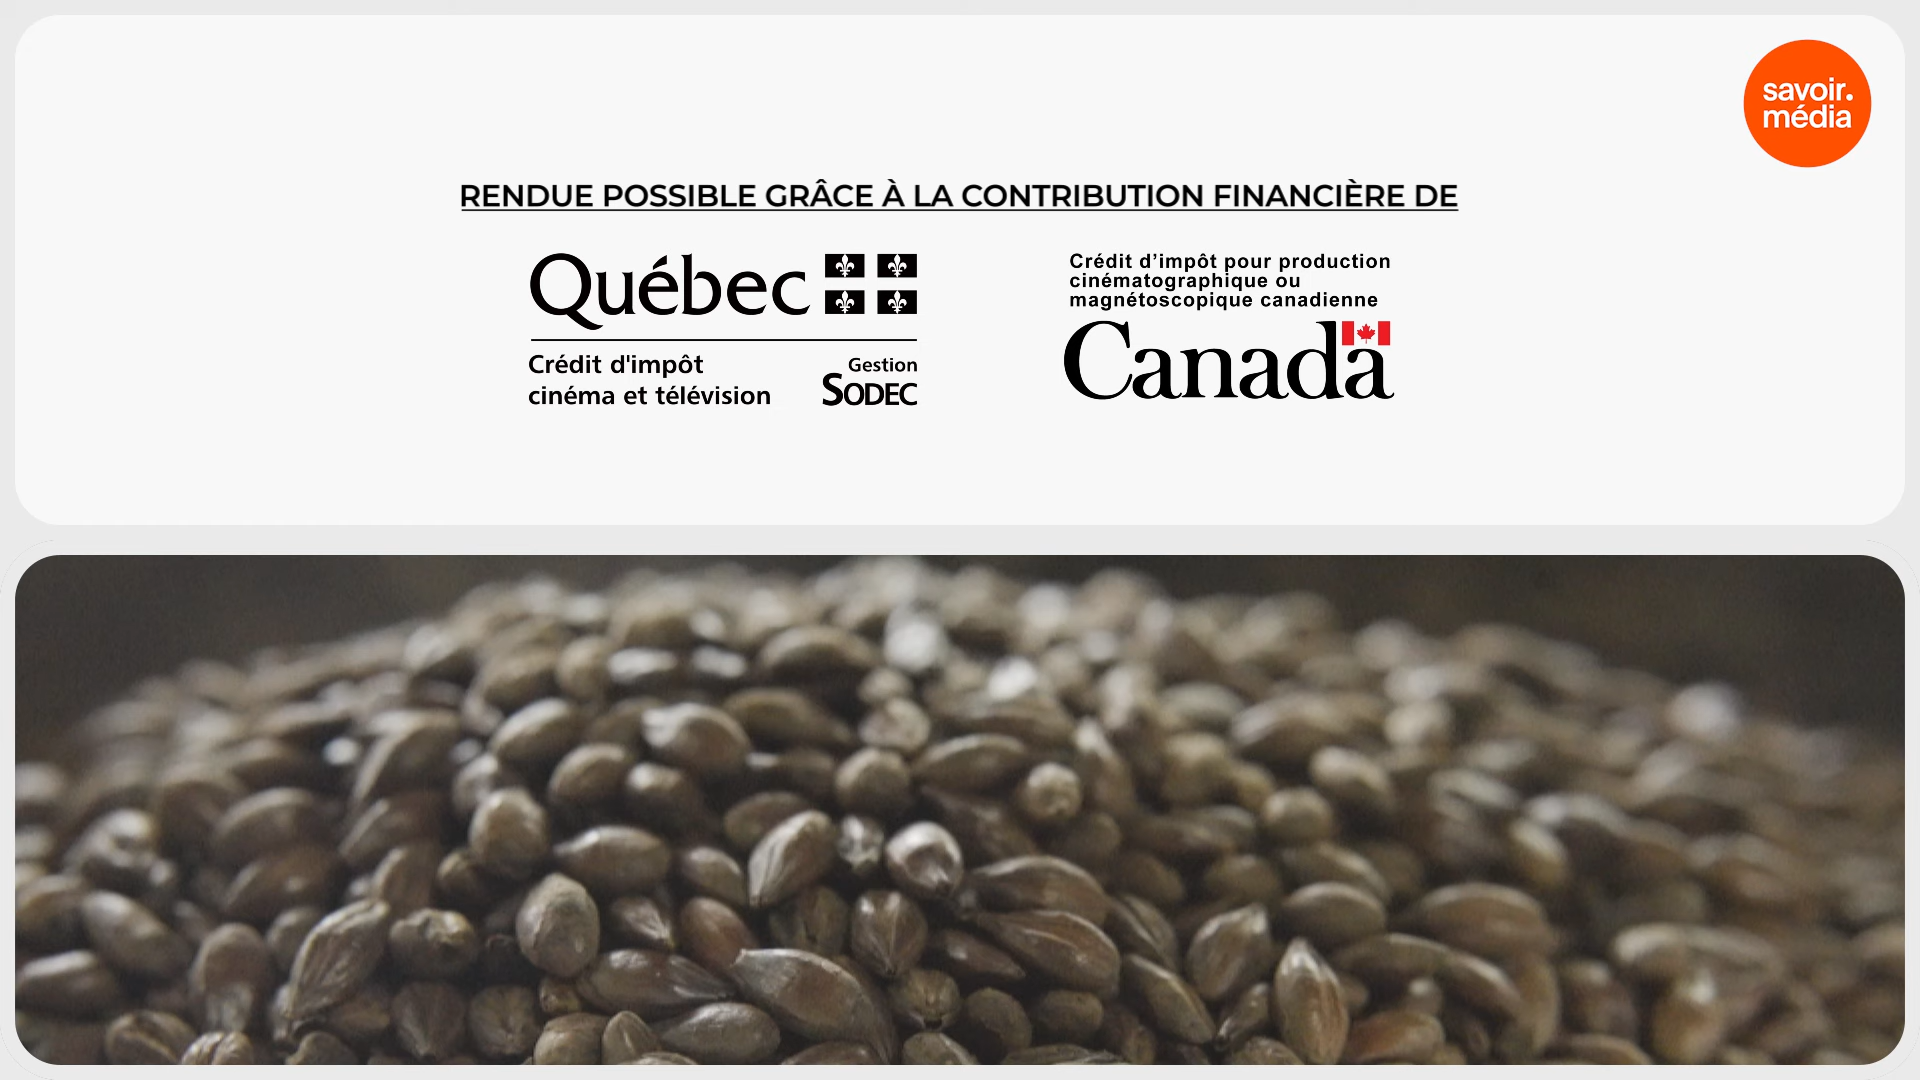 savoir.
média
RENDUE POSSIBLE GRÂCE À LA CONTRIBUTION FINANCIÈRE DE
Québec
Crédit d'impôt
cinéma et télévision
Gestion
SODEC
Crédit d’impôt pour production
cinématographique ou
magnétoscopique canadienne
Canada